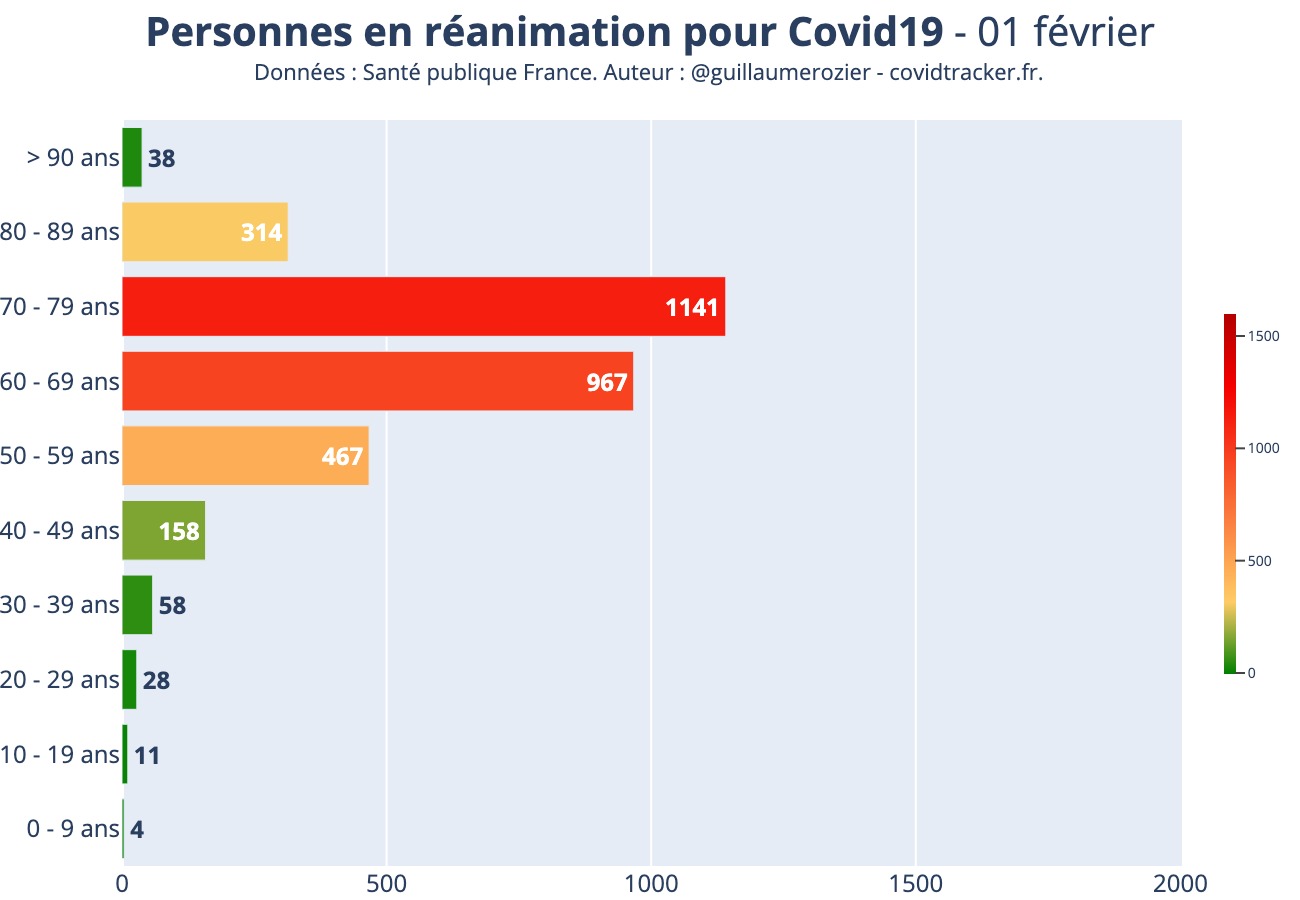 Personnes en réanimation pour Covid19 - 01 février
Données : Santé publique France. Auteur : @guillaumerozier - covidtracker.fr.
> 90 ans 38
80 - 89 ans 314
70 - 79 ans 1141
60 - 69 ans 967
50 - 59 ans 467
40 - 49 ans 158
30 - 39 ans 58
20 - 29 ans 28
10 - 19 ans 11
0 - 9 ans 4
0 500 1000 1500 2000
1500
1000
500
0